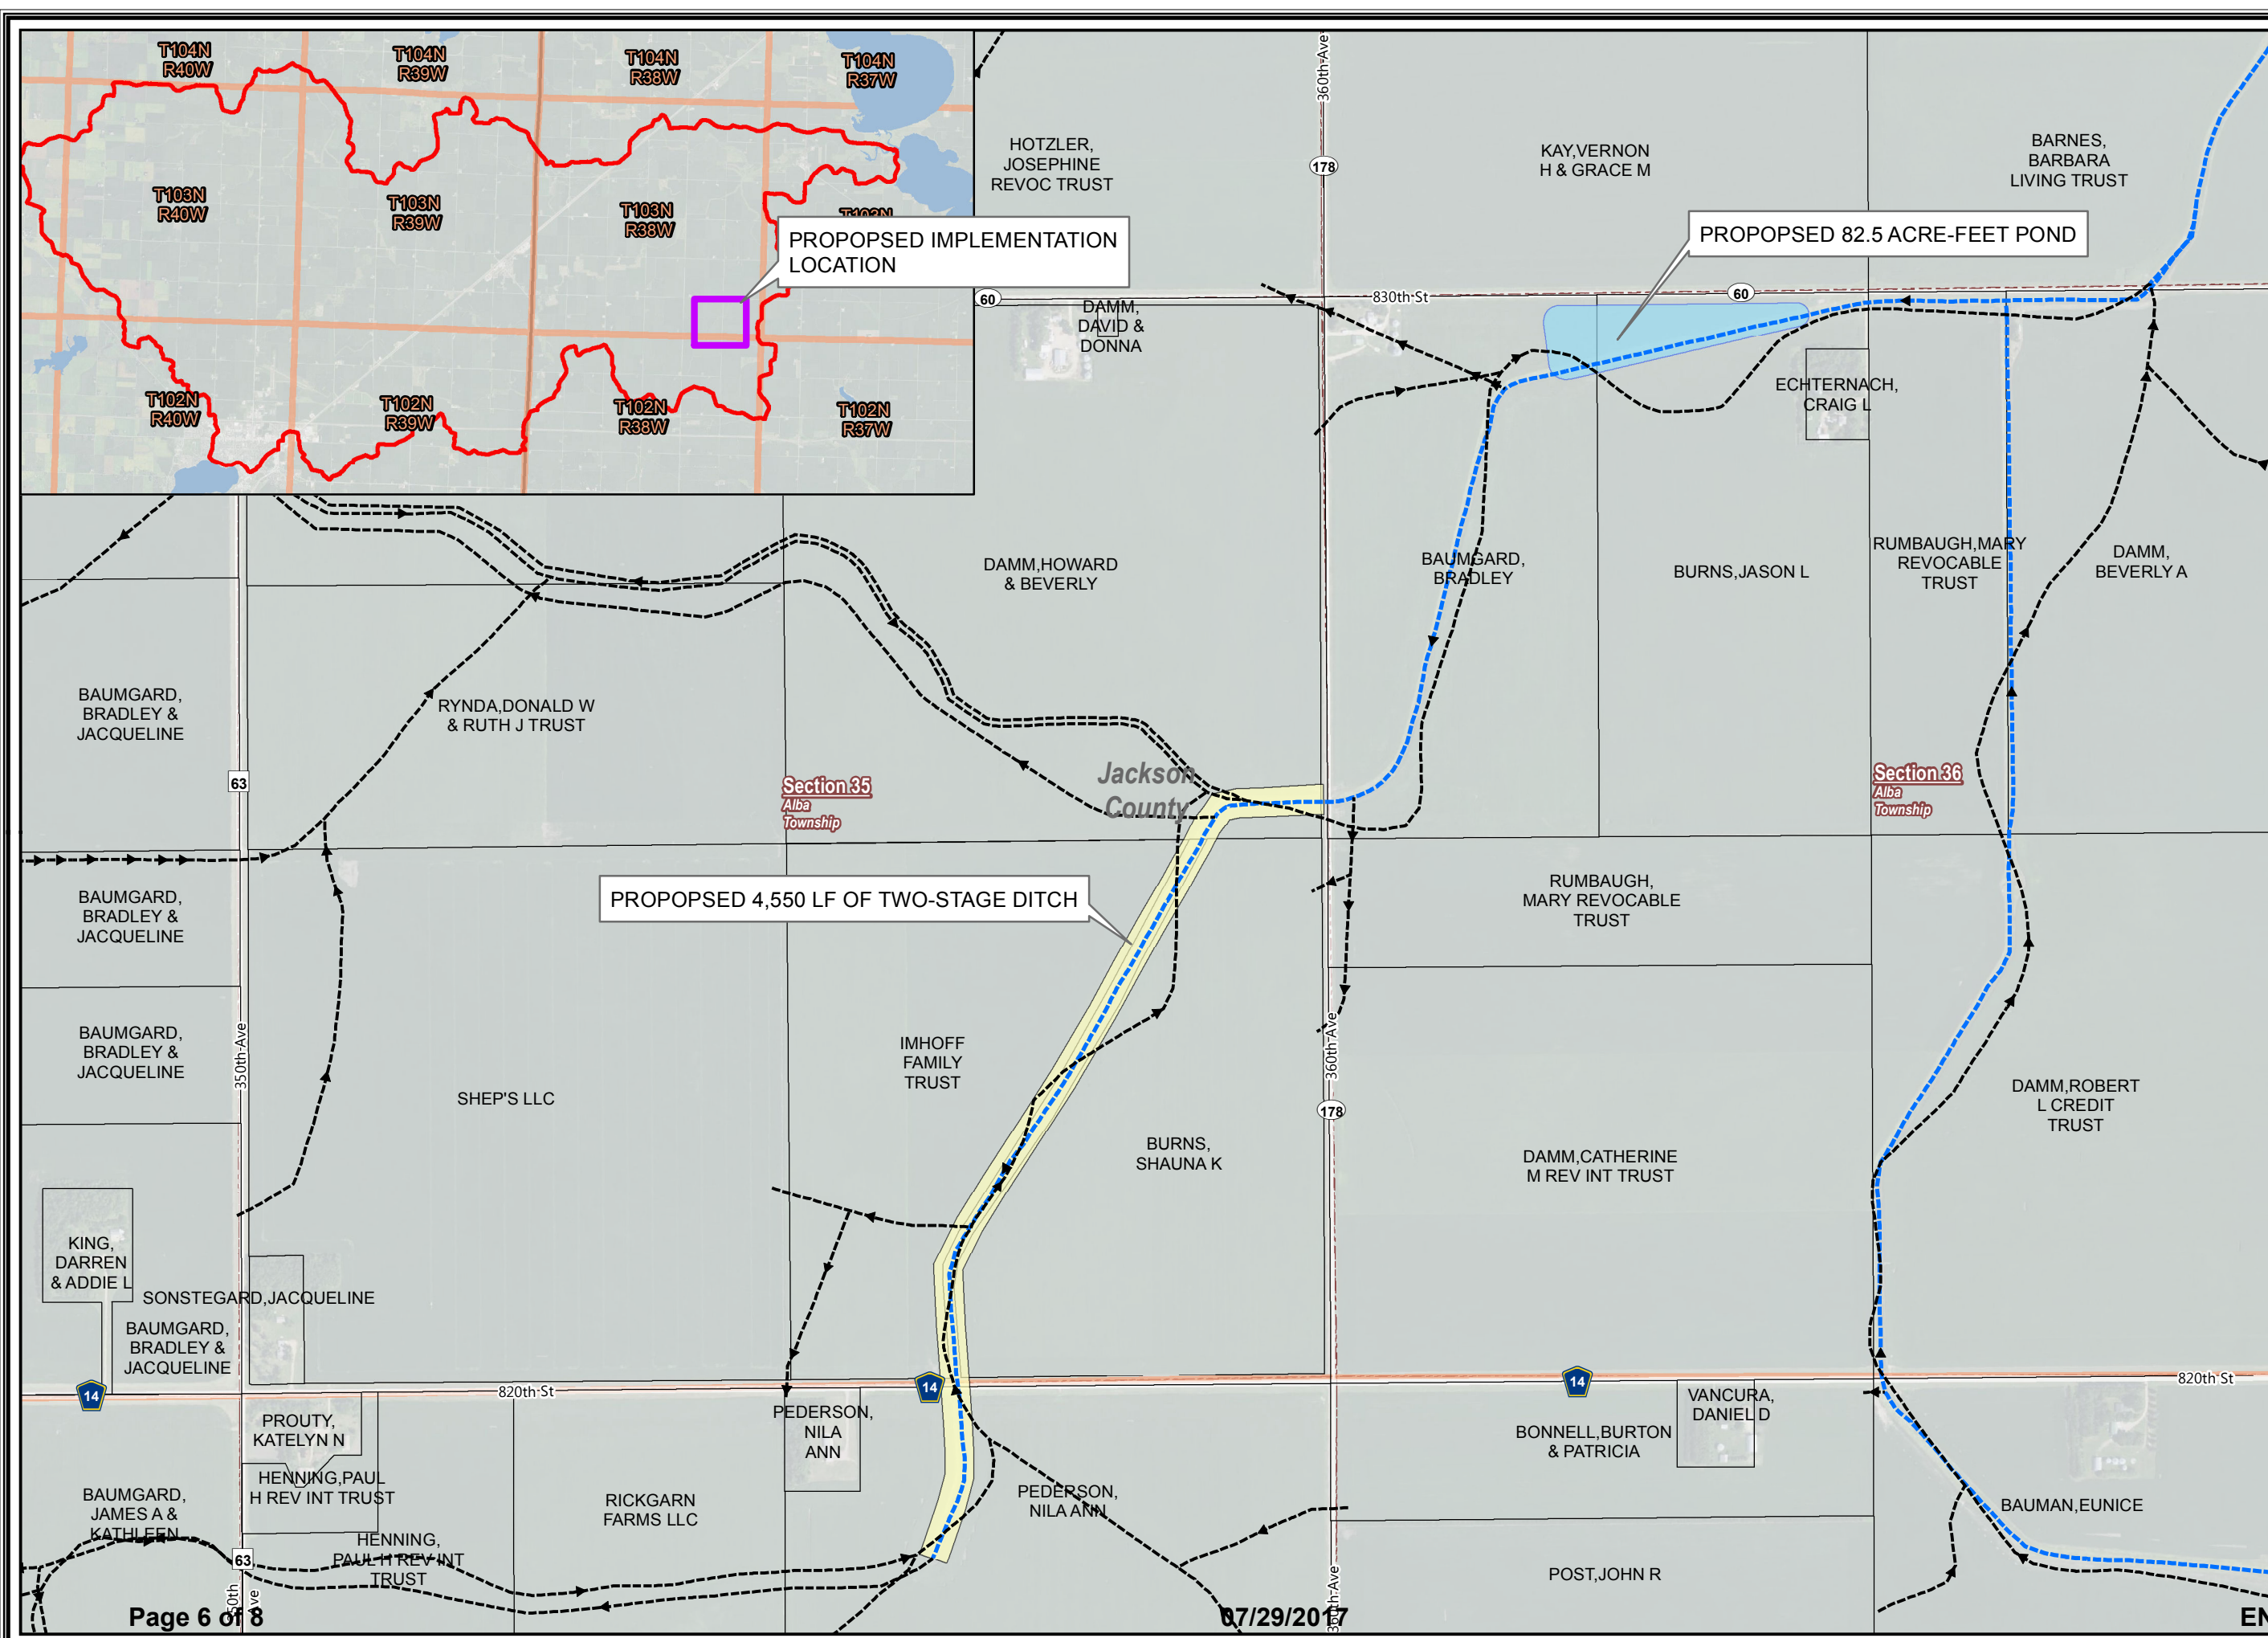 T104N
R40W
T104N
R39W
T104N
R38W
T104N
R37W
T103N
R40W
T103N
R39W
T103N
R38W
T103N
T102N
R40W
T102N
R39W
T102N
R38W
T102N
R37W
PROPOPSED IMPLEMENTATION
LOCATION
HOTZLER,
JOSEPHINE
REVOC TRUST
360th Ave
178
KAY,VERNON
H & GRACE M
BARNES,
BARBARA
LIVING TRUST
PROPOPSED 82.5 ACRE-FEET POND
60
830th St
60
DAMM,
DAVID &
DONNA
ECHTERNACH,
CRAIG L
DAMM,HOWARD
& BEVERLY
BAUMGARD,
BRADLEY
BURNS,JASON L
RUMBAUGH,MARY
REVOCABLE
TRUST
DAMM,
BEVERLY A
BAUMGARD,
BRADLEY &
JACQUELINE
RYNDA,DONALD W
& RUTH J TRUST
63
Section 35
Alba
Township
Jackson
County
Section 36
Alba
Township
BAUMGARD,
BRADLEY &
JACQUELINE
PROPOPSED 4,550 LF OF TWO-STAGE DITCH
RUMBAUGH,
MARY REVOCABLE
TRUST
BAUMGARD,
BRADLEY &
JACQUELINE
350th Ave
SHEP'S LLC
IMHOFF
FAMILY
TRUST
360th Ave
178
BURNS,
SHAUNA K
DAMM,CATHERINE
M REV INT TRUST
DAMM,ROBERT
L CREDIT
TRUST
KING,
DARREN
& ADDIE L
SONSTEGARD,JACQUELINE
BAUMGARD,
BRADLEY &
JACQUELINE
14
820th St
14
14
820th St
PROUTY,
KATELYN N
PEDERSON,
NILA
ANN
VANCURA,
DANIEL D
BONNELL,BURTON
& PATRICIA
HENNING,PAUL
H REV INT TRUST
BAUMGARD,
JAMES A &
KATHLEEN
RICKGARN
FARMS LLC
PEDERSON,
NILA ANN
BAUMAN,EUNICE
HENNING,
PAUL H REV INT
TRUST
63
350th
Ave
360th Ave
POST,JOHN R
Page 6 of 8
07/29/2017